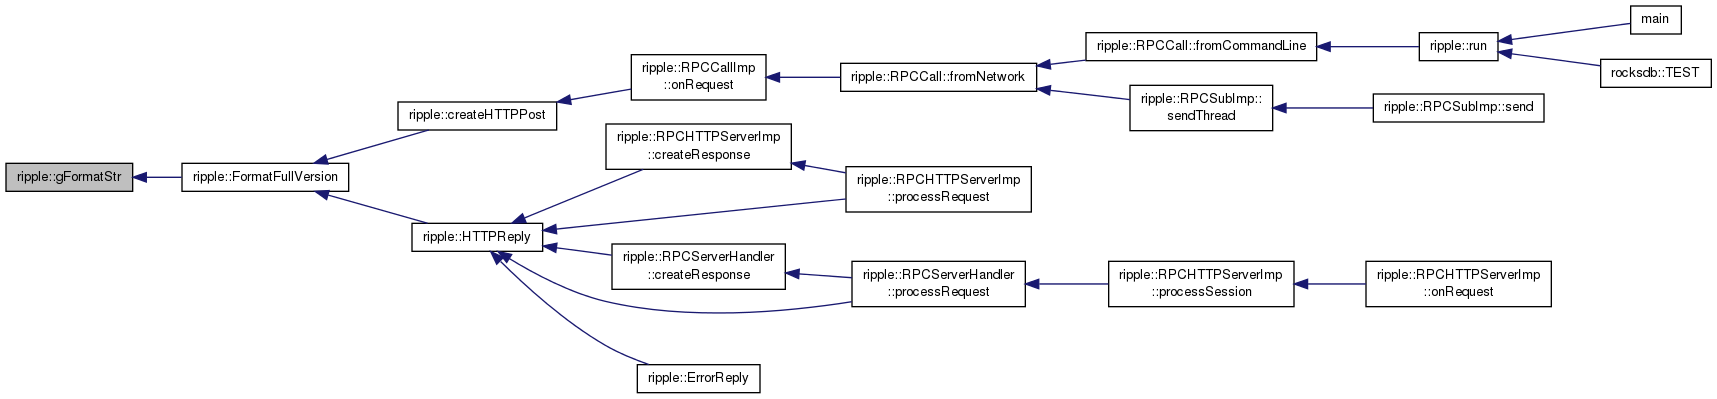 main
ripple::RPCCall::fromCommandLine
ripple::run
rocksdb::TEST
ripple::RPCCallImp
::onRequest
ripple::RPCCall::fromNetwork
ripple::RPCSubImp::
sendThread
ripple::RPCSubImp::send
ripple::createHTTPPost
ripple::RPCHTTPServerImp
::createResponse
ripple::gFormatStr
ripple::FormatFullVersion
ripple::RPCHTTPServerImp
::processRequest
ripple::HTTPReply
ripple::RPCServerHandler
::createResponse
ripple::RPCServerHandler
::processRequest
ripple::RPCHTTPServerImp
::processSession
ripple::RPCHTTPServerImp
::onRequest
ripple::ErrorReply